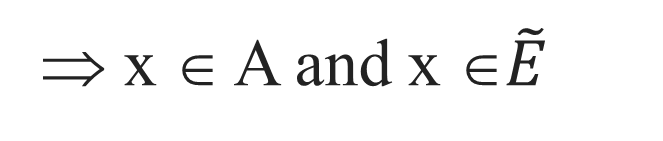 ⟹ x ∈ A and x ∈ Ẽ